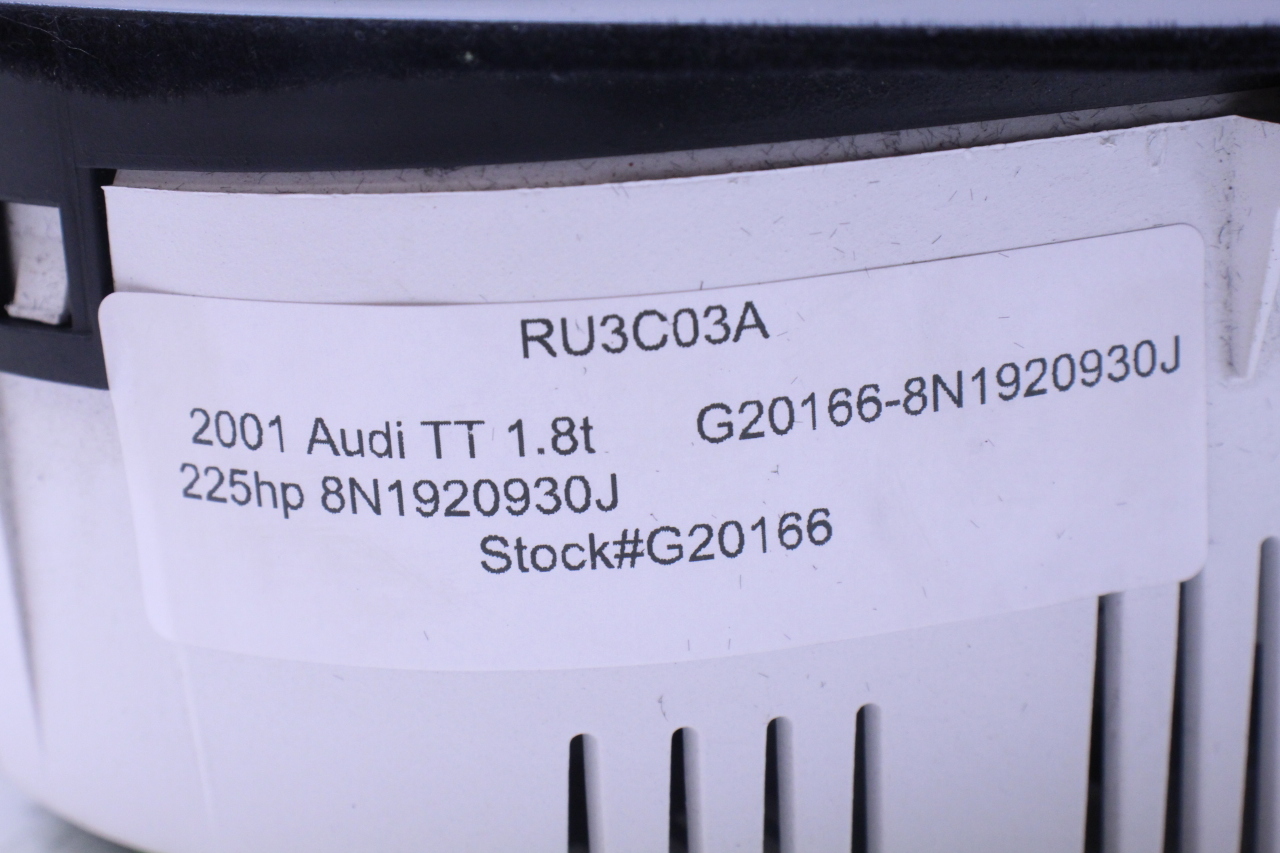 RU3C03A
2001 Audi TT 1.8t G20166-8N1920930J
225hp 8N1920930J
Stock#G20166